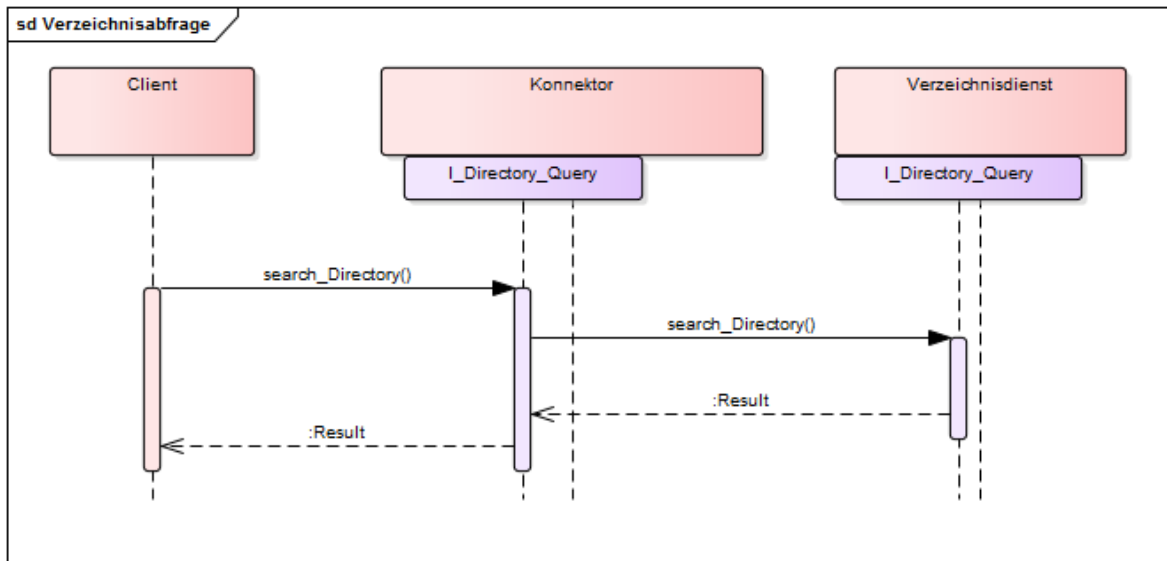 sd Verzeichnisabfrage
Client
Konnektor
Verzeichnisdienst
I_Directory_Query
I_Directory_Query
search_Directory()
search_Directory()
:Result
:Result